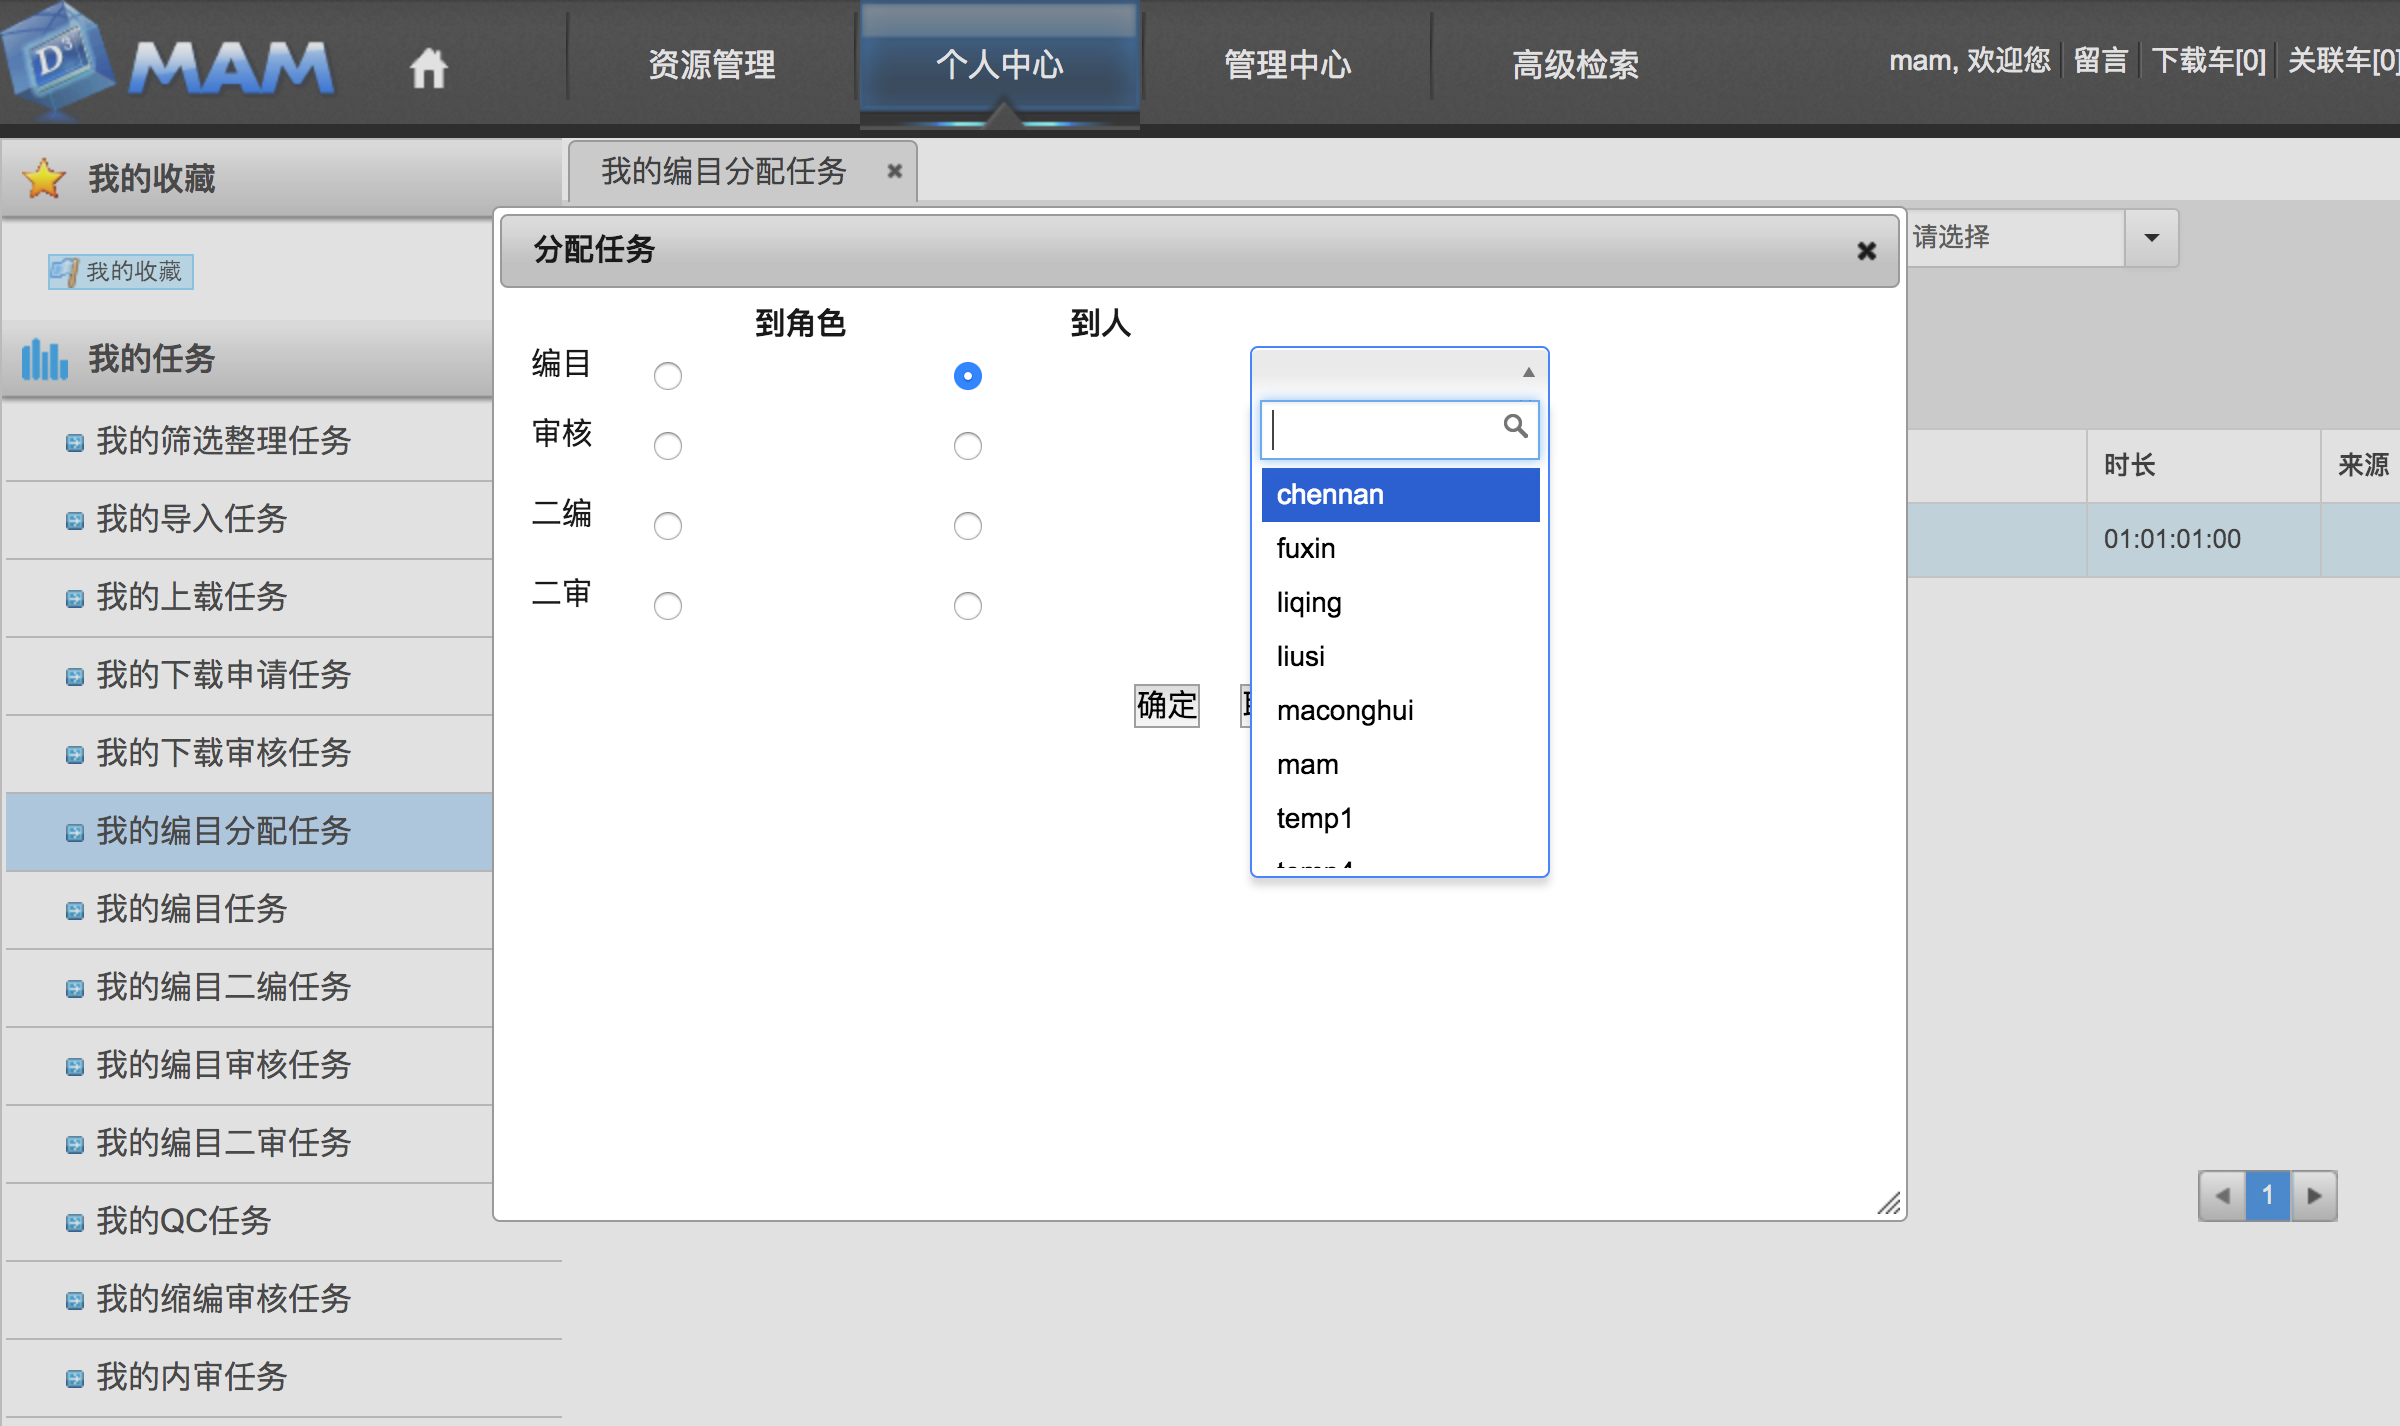 D3 MAM
资源管理
个人中心
管理中心
高级检索
mam, 欢迎您 留言 下载车[0] 关联车[0]
我的收藏
我的收藏
我的任务
我的筛选整理任务
我的导入任务
我的上载任务
我的下载申请任务
我的下载审核任务
我的编目分配任务
我的编目任务
我的编目二编任务
我的编目审核任务
我的编目二审任务
我的QC任务
我的缩编审核任务
我的内审任务
我的编目分配任务
请选择
时长 来源
01:01:01:00
1
分配任务
到角色 到人
编目
审核
二编
二审
确定
chennan
fuxin
liqing
liusi
maconghui
mam
temp1